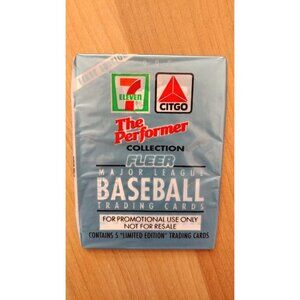 7
ELEVEN
CITGO
The
Performer
COLLECTION
FLEER
MAJOR LEAGUE
BASEBALL
TRADING CARDS
FOR PROMOTIONAL USE ONLY
NOT FOR RESALE
CONTAINS 5 "LIMITED EDITION" TRADING CARDS